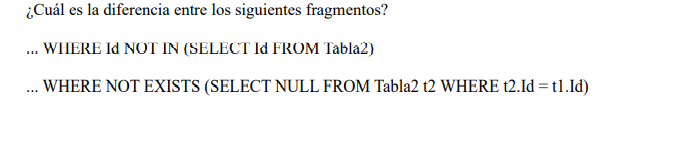 ¿Cuál es la diferencia entre los siguientes fragmentos?
... WHERE Id NOT IN (SELECT Id FROM Tabla2)
... WHERE NOT EXISTS (SELECT NULL FROM Tabla2 t2 WHERE t2.Id = t1.Id)